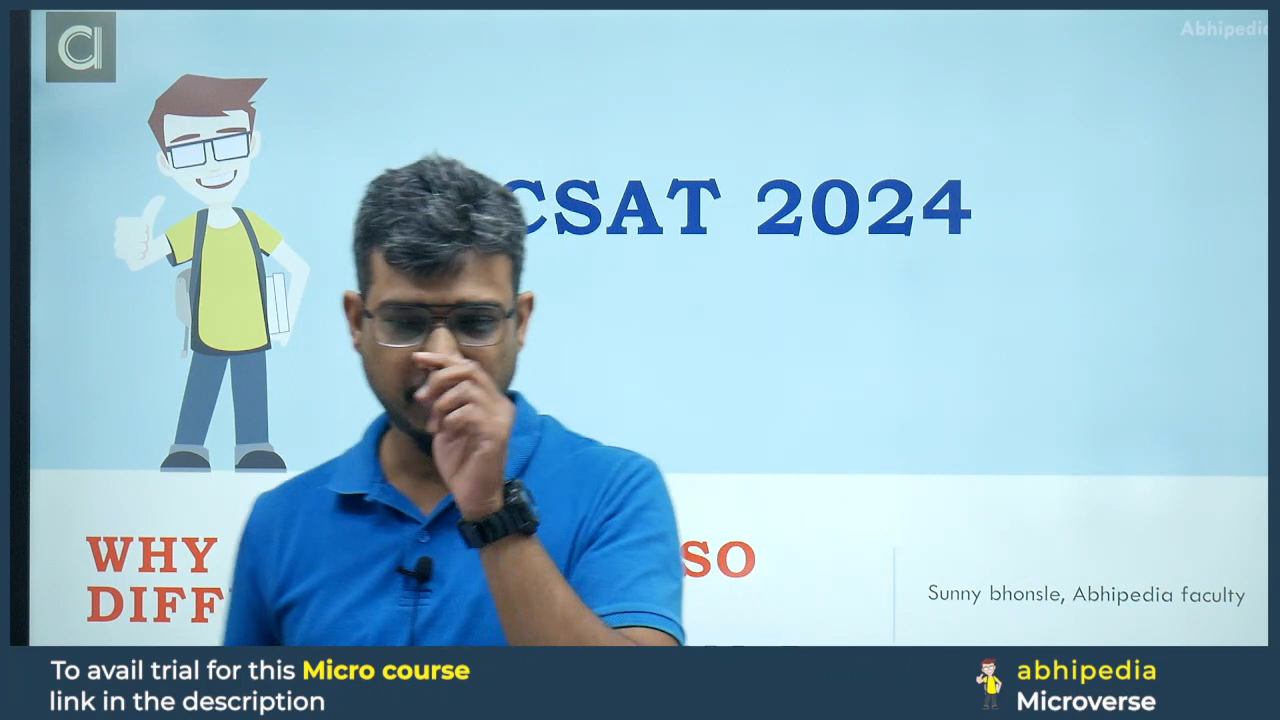 Abhipedia
CSAT 2024
WHY SO
DIFF
Sunny bhonsle, Abhipedia faculty
To avail trial for this Micro course
link in the description
abhipedia
Microverse